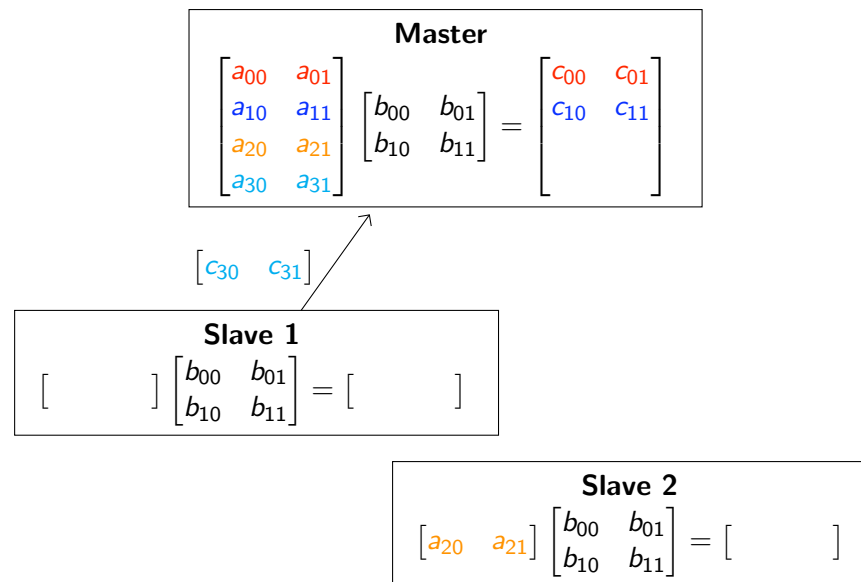 Master
[a00 a01] [c00 c01]
[a10 a11] [b00 b01] [c10 c11]
=
[a20 a21] [b10 b11]
[a30 a31]
[c30 c31]
Slave 1
[ ] [b00 b01] = [ ]
[b10 b11]
Slave 2
[a20 a21] [b00 b01] = [ ]
[b10 b11]